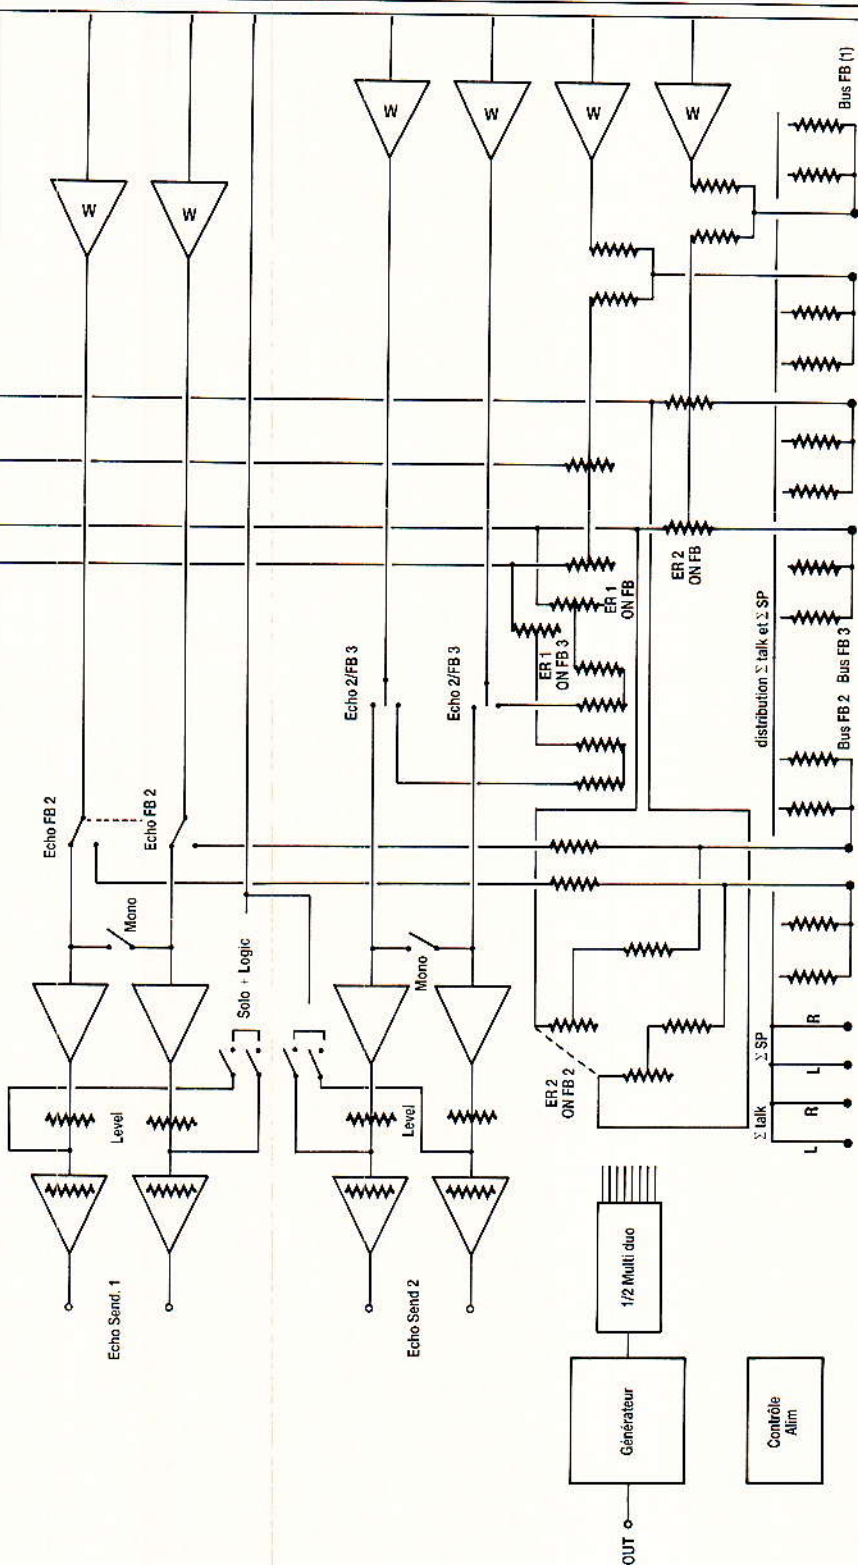 W
W
W
W
W
W
Bus FB (1)
Echo FB 2
Echo FB 2
Echo 2/FB 3
Echo 2/FB 3
ER 1
ON FB 3
ER 1
ON FB
ER 2
ON FB
distribution Σ talk et Σ SP
Bus FB 2
Bus FB 3
Mono
Solo + Logic
Mono
Level
Level
ER 2
ON FB 2
Σ talk
Σ SP
L
R
L
R
Echo Send. 1
Echo Send 2
1/2 Multi duo
Générateur
OUT
Contrôle
Alim